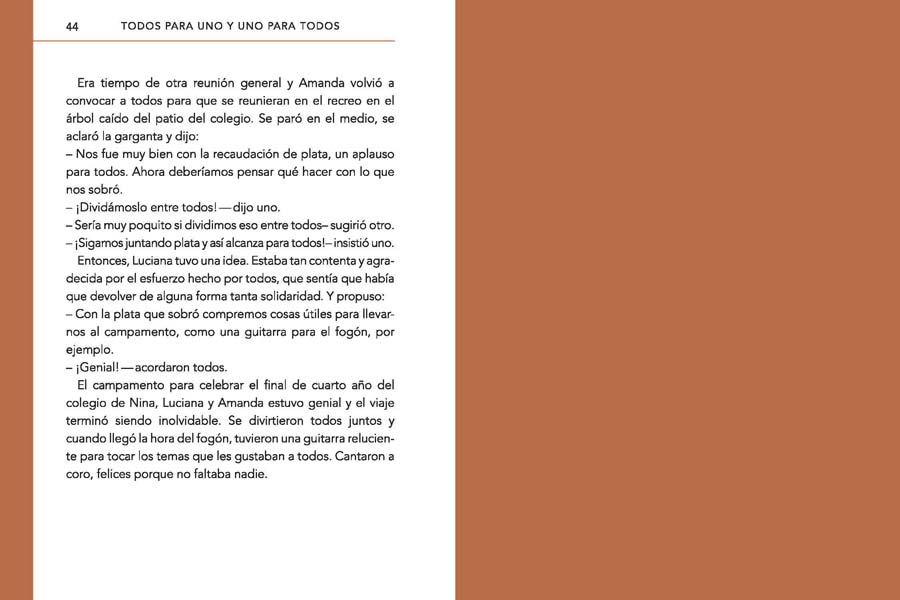 44 TODOS PARA UNO Y UNO PARA TODOS
Era tiempo de otra reunión general y Amanda volvió a
convocar a todos para que se reunieran en el recreo en el
árbol caído del patio del colegio. Se paró en el medio, se
aclaró la garganta y dijo:
– Nos fue muy bien con la recaudación de plata, un aplauso
para todos. Ahora deberíamos pensar qué hacer con lo que
nos sobró.
– ¡Dividámoslo entre todos! — dijo uno.
– Sería muy poquito si dividimos eso entre todos– sugirió otro.
– ¡Sigamos juntando plata y así alcanza para todos!– insistió uno.
Entonces, Luciana tuvo una idea. Estaba tan contenta y agra-
decida por el esfuerzo hecho por todos, que sentía que había
que devolver de alguna forma tanta solidaridad. Y propuso:
– Con la plata que sobró compremos cosas útiles para llevar-
nos al campamento, como una guitarra para el fogón, por
ejemplo.
– ¡Genial! — acordaron todos.
El campamento para celebrar el final de cuarto año del
colegio de Nina, Luciana y Amanda estuvo genial y el viaje
terminó siendo inolvidable. Se divirtieron todos juntos y
cuando llegó la hora del fogón, tuvieron una guitarra relucien-
te para tocar los temas que les gustaban a todos. Cantaron a
coro, felices porque no faltaba nadie.